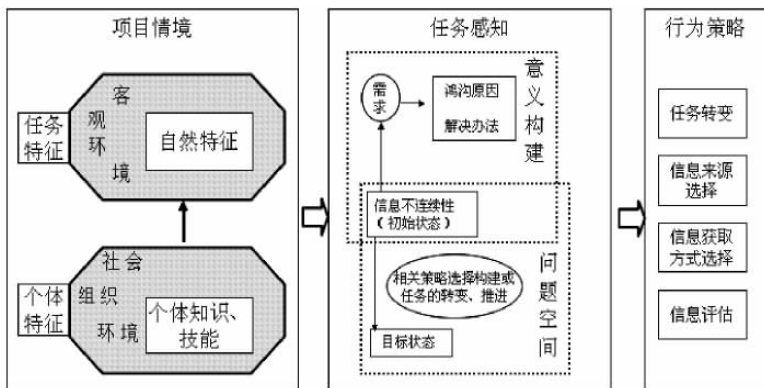 项目情境
客
观
环
境
任务
特征
自然特征
社会
组织
环境
个体
特征
个体知识、
技能
任务感知
意
义
构
建
需
求
鸿沟原因
解决办法
信息不连续性
(初始状态)
相关策略选择构建或
任务的转变、推进
问
题
空
间
目标状态
行为策略
任务转变
信息来源
选择
信息获取
方式选择
信息评估